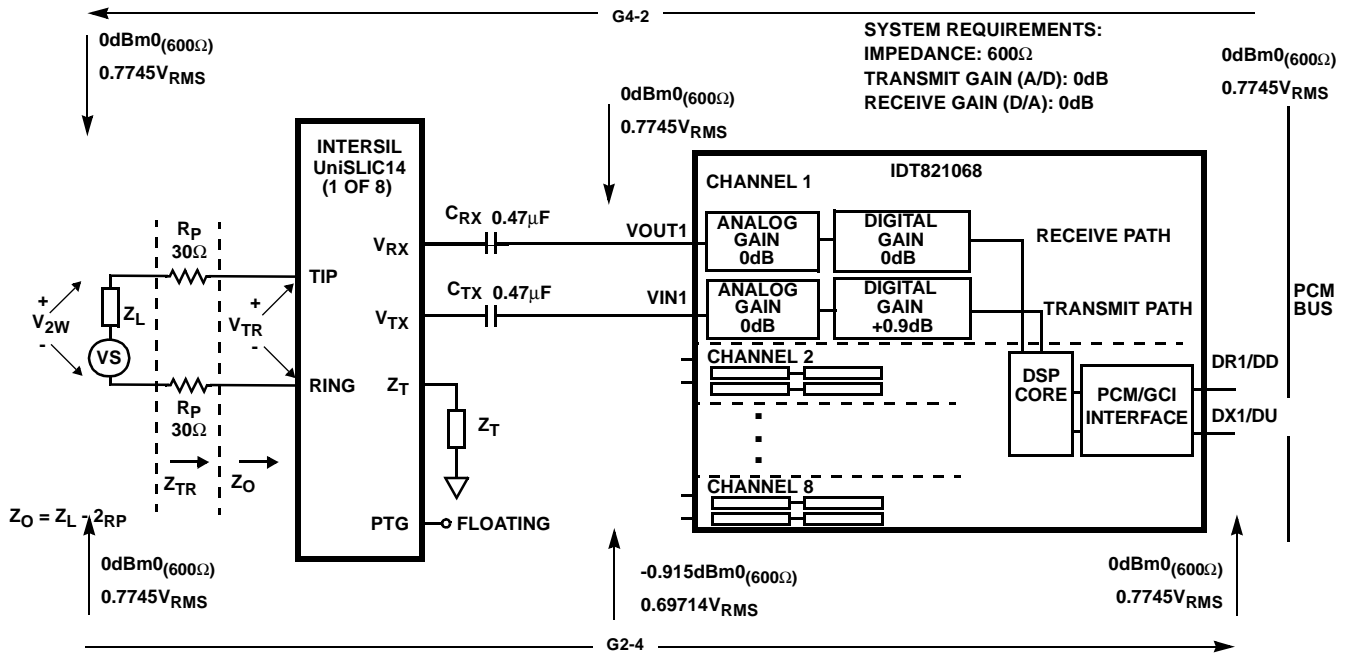 G4-2
0dBm0(600Ω)
0.7745VRMS
SYSTEM REQUIREMENTS:
IMPEDANCE: 600Ω
TRANSMIT GAIN (A/D): 0dB
RECEIVE GAIN (D/A): 0dB
0dBm0(600Ω)
0.7745VRMS
0dBm0(600Ω)
0.7745VRMS
INTERSIL
UniSLIC14
(1 OF 8)
IDT821068
CHANNEL 1
CRX 0.47µF
VOUT1
ANALOG
GAIN
0dB
DIGITAL
GAIN
0dB
RECEIVE PATH
RP
30Ω
VRX
TIP
CTX 0.47µF
VIN1
ANALOG
GAIN
0dB
DIGITAL
GAIN
+0.9dB
TRANSMIT PATH
PCM
BUS
+
V2W
-
ZL
VS
+
VTR
-
VTX
CHANNEL 2
DSP
CORE
PCM/GCI
INTERFACE
DR1/DD
DX1/DU
RING
ZT
RP
30Ω
ZT
ZTR
ZO
CHANNEL 8
ZO = ZL - 2RP
PTG
FLOATING
0dBm0(600Ω)
0.7745VRMS
-0.915dBm0(600Ω)
0.69714VRMS
0dBm0(600Ω)
0.7745VRMS
G2-4